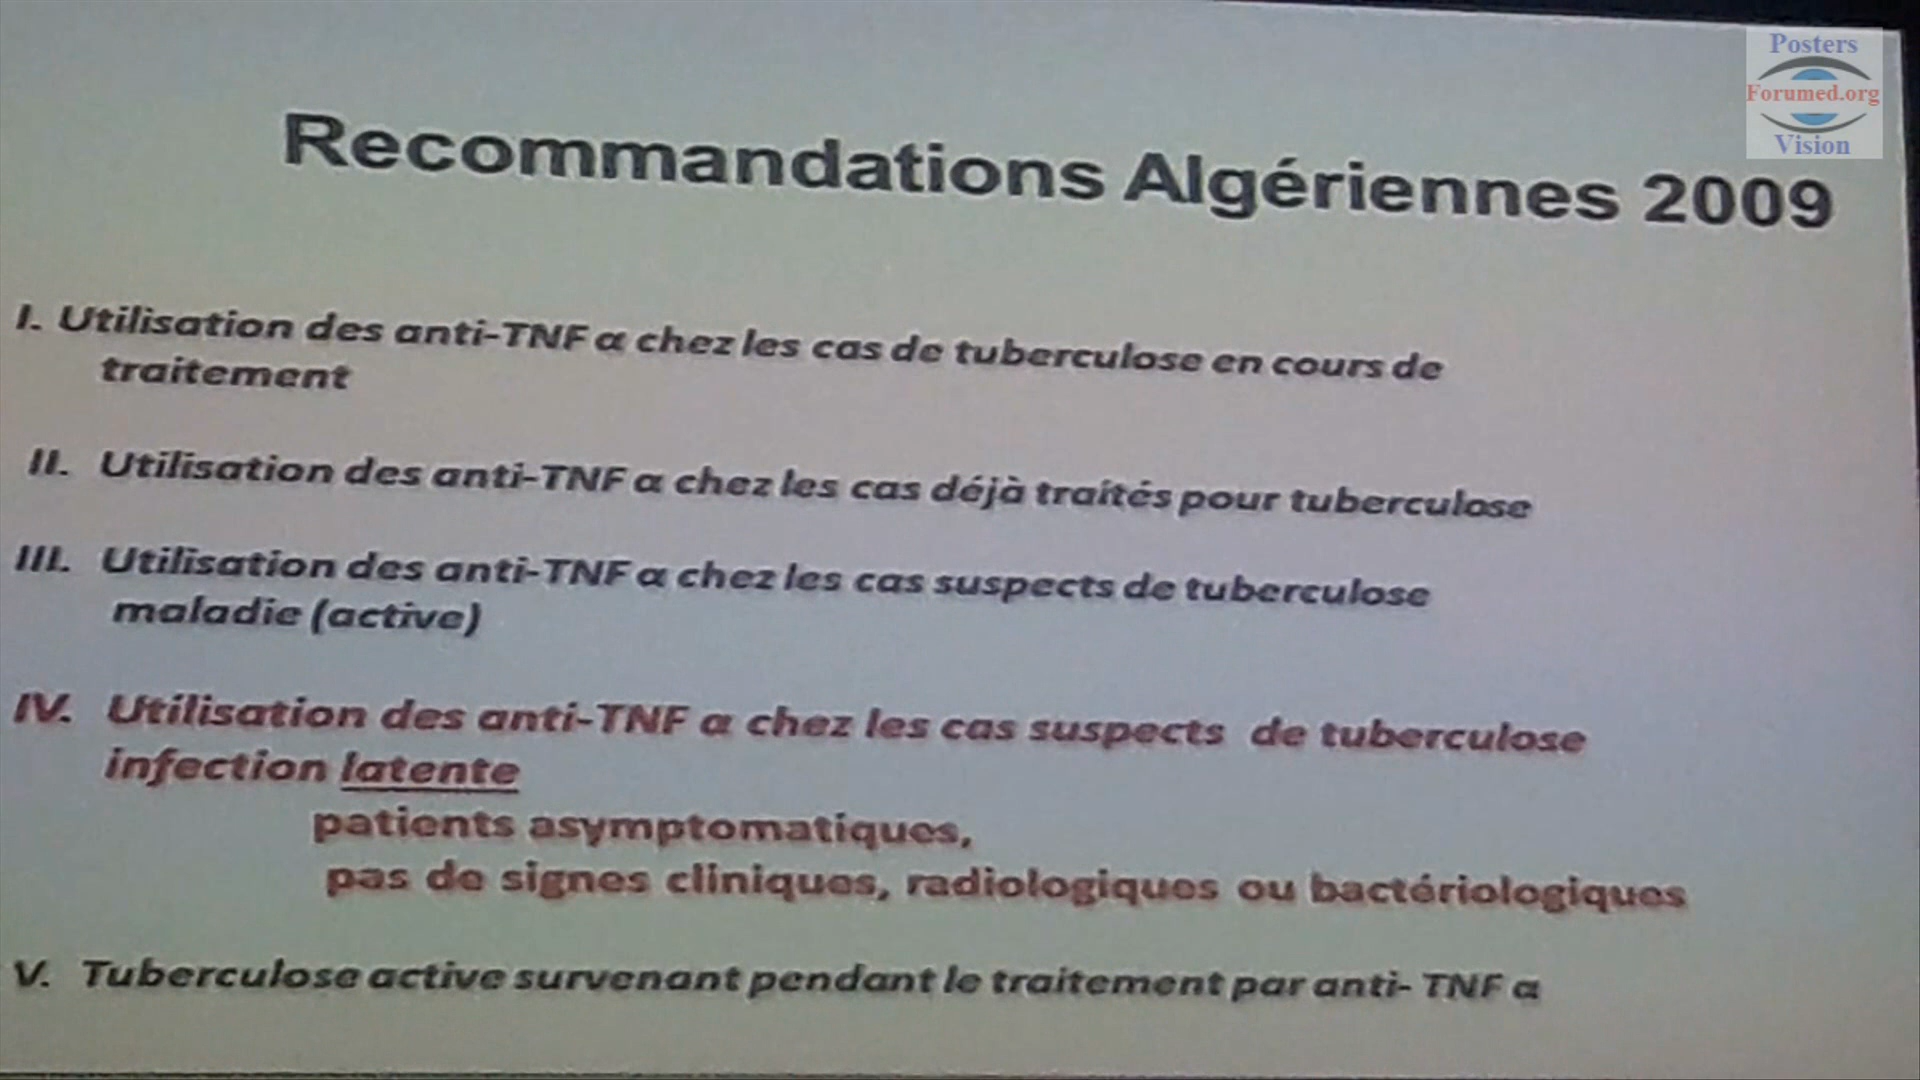 Posters
Forumed.org
Vision
Recommandations Algériennes 2009
I. Utilisation des anti-TNF α chez les cas de tuberculose en cours de
traitement
II. Utilisation des anti-TNF α chez les cas déjà traités pour tuberculose
III. Utilisation des anti-TNF α chez les cas suspects de tuberculose
maladie (active)
IV. Utilisation des anti-TNF α chez les cas suspects de tuberculose
infection latente
patients asymptomatiques,
pas de signes cliniques, radiologiques ou bactériologiques
V. Tuberculose active survenant pendant le traitement par anti- TNF α